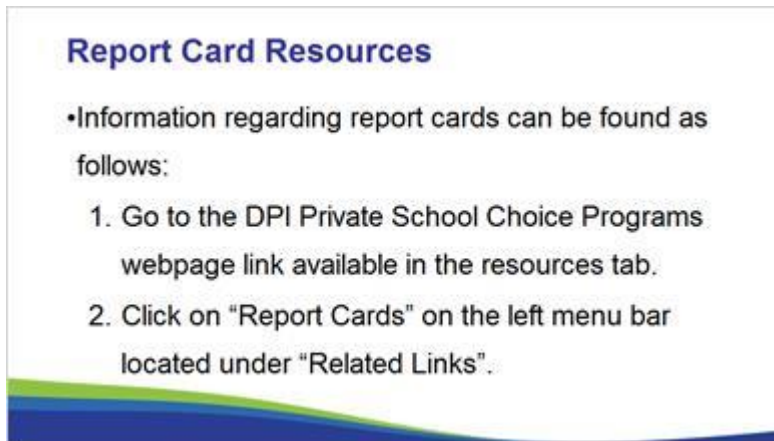 Report Card Resources
•Information regarding report cards can be found as
follows:
1. Go to the DPI Private School Choice Programs
webpage link available in the resources tab.
2. Click on “Report Cards” on the left menu bar
located under “Related Links”.